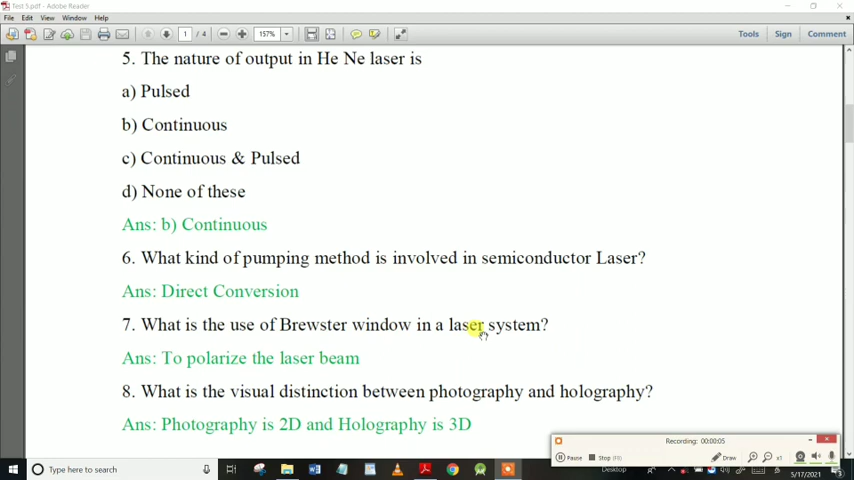 Test 5.pdf - Adobe Reader
File Edit View Window Help
1 / 4 157% Tools Sign Comment
5. The nature of output in He Ne laser is
a) Pulsed
b) Continuous
c) Continuous & Pulsed
d) None of these
Ans: b) Continuous
6. What kind of pumping method is involved in semiconductor Laser?
Ans: Direct Conversion
7. What is the use of Brewster window in a laser system?
Ans: To polarize the laser beam
8. What is the visual distinction between photography and holography?
Ans: Photography is 2D and Holography is 3D
Recording: 00:00:05
Pause Stop (F8) Draw x1
Type here to search
Desktop
5/17/2021